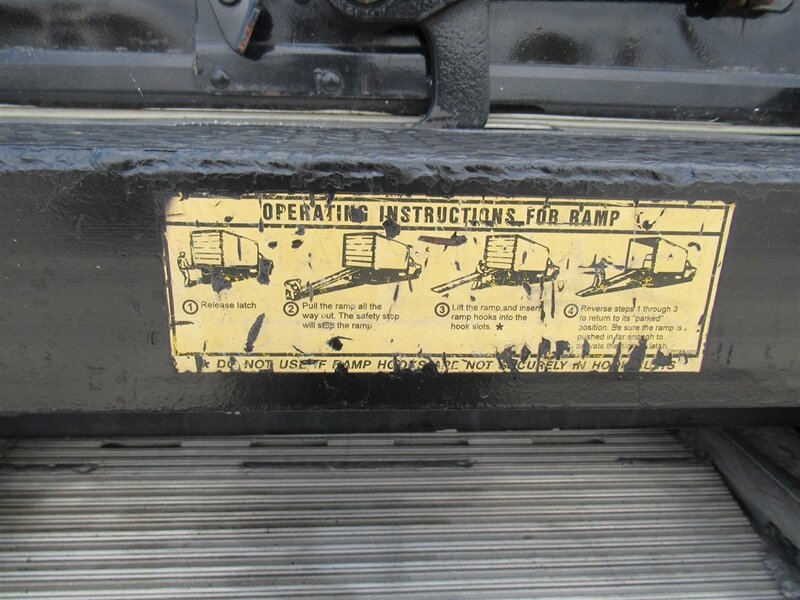 OPERATING INSTRUCTIONS FOR RAMP
1 Release latch
2 Pull the ramp all the
way out. The safety stop
will stop the ramp
3 Lift the ramp, and insert
ramp hooks into the
hook slots. *
4 Reverse steps 1 through 3
to return to its "parked"
position. Be sure the ramp is
pushed in far enough to
latch.
* DO NOT USE IF RAMP HOOKS ARE NOT SECURELY IN HOOK SLOTS